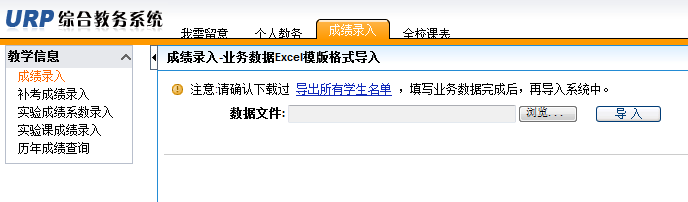 URP综合教务系统
我需留意 个人教务 成绩录入 全校课表
教学信息
成绩录入
补考成绩录入
实验成绩系数录入
实验课成绩录入
历年成绩查询
成绩录入-业务数据Excel模版格式导入
注意:请确认下载过 导出所有学生名单 ，填写业务数据完成后，再导入系统中。
数据文件: 浏览... 导 入